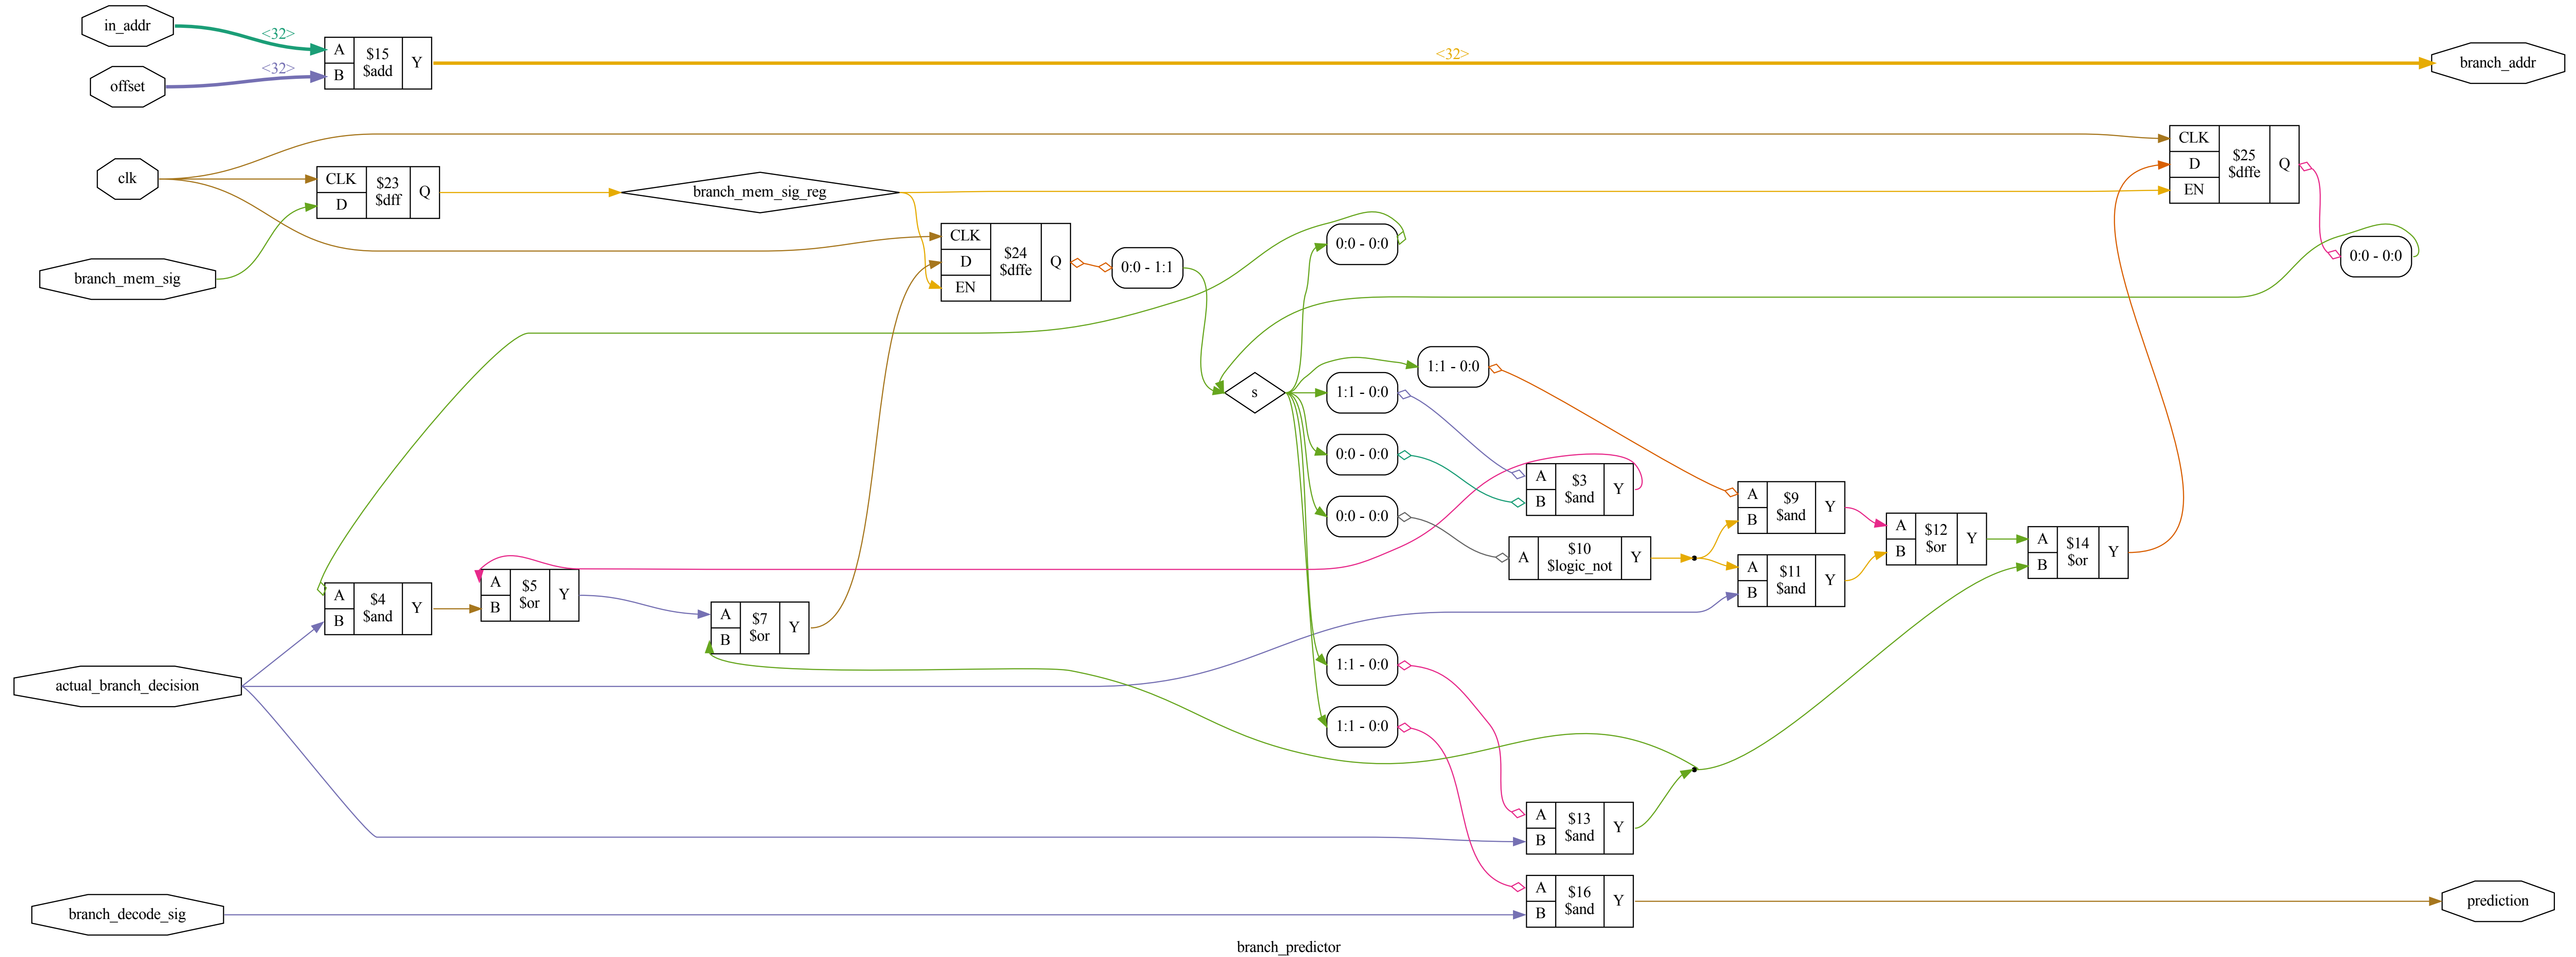 in_addr
<32>
offset
<32>
A
B
$15
$add
Y
<32>
branch_addr
clk
CLK
D
$23
$dff
Q
branch_mem_sig_reg
CLK
D
EN
$25
$dffe
Q
branch_mem_sig
CLK
D
EN
$24
$dffe
Q
0:0 - 1:1
0:0 - 0:0
0:0 - 0:0
s
1:1 - 0:0
1:1 - 0:0
0:0 - 0:0
0:0 - 0:0
A
B
$3
$and
Y
A
$10
$logic_not
Y
A
B
$9
$and
Y
A
B
$11
$and
Y
A
B
$12
$or
Y
A
B
$14
$or
Y
A
B
$4
$and
Y
A
B
$5
$or
Y
A
B
$7
$or
Y
actual_branch_decision
1:1 - 0:0
1:1 - 0:0
A
B
$13
$and
Y
branch_decode_sig
A
B
$16
$and
Y
prediction
branch_predictor